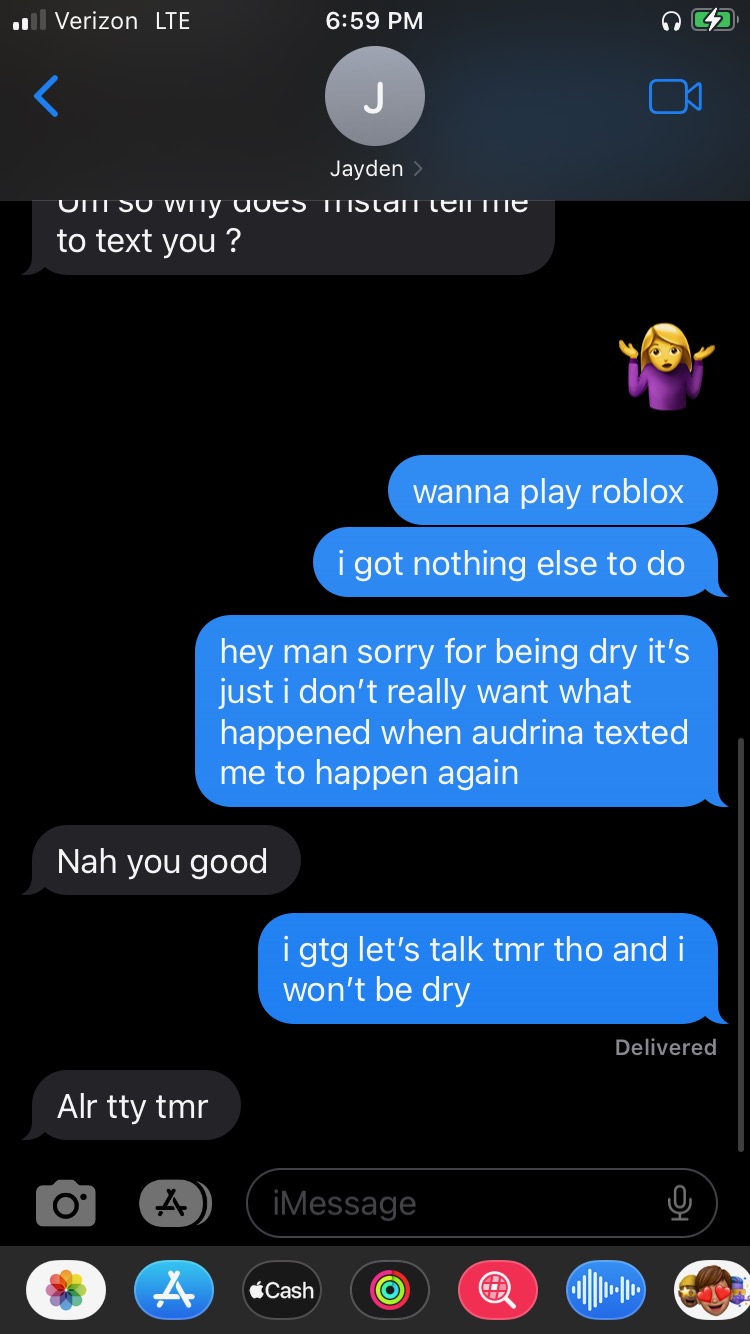 Verizon LTE
6:59 PM
J
Jayden
Um so why does Tristan tell me
to text you ?
wanna play roblox
i got nothing else to do
hey man sorry for being dry it’s
just i don’t really want what
happened when audrina texted
me to happen again
Nah you good
i gtg let’s talk tmr tho and i
won’t be dry
Delivered
Alr tty tmr
iMessage
Cash